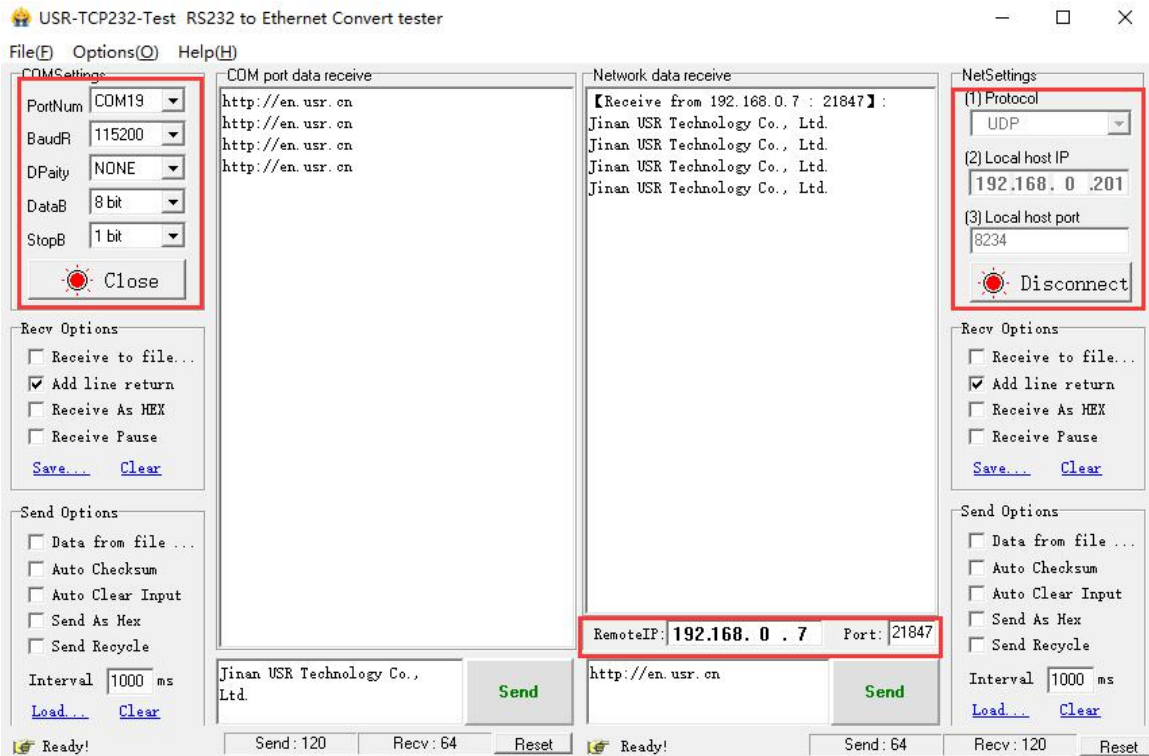 USR-TCP232-Test RS232 to Ethernet Convert tester
File(F) Options(O) Help(H)
COMSettings
PortNum COM19
BaudR 115200
DPaity NONE
DataB 8 bit
StopB 1 bit
Close
Recv Options
Receive to file...
Add line return
Receive As HEX
Receive Pause
Save... Clear
Send Options
Data from file ...
Auto Checksum
Auto Clear Input
Send As Hex
Send Recycle
Interval 1000 ms
Load... Clear
Ready!
COM port data receive
http://en.usr.cn
http://en.usr.cn
http://en.usr.cn
http://en.usr.cn
Jinan USR Technology Co.,
Ltd.
Send
Send : 120 Recv : 64 Reset
Network data receive
【Receive from 192.168.0.7 : 21847】:
Jinan USR Technology Co., Ltd.
Jinan USR Technology Co., Ltd.
Jinan USR Technology Co., Ltd.
Jinan USR Technology Co., Ltd.
RemoteIP: 192.168. 0 . 7 Port: 21847
http://en.usr.cn
Send
Ready! Send : 64 Recv : 120 Reset
NetSettings
(1) Protocol
UDP
(2) Local host IP
192.168. 0 .201
(3) Local host port
8234
Disconnect
Recv Options
Receive to file...
Add line return
Receive As HEX
Receive Pause
Save... Clear
Send Options
Data from file ...
Auto Checksum
Auto Clear Input
Send As Hex
Send Recycle
Interval 1000 ms
Load... Clear